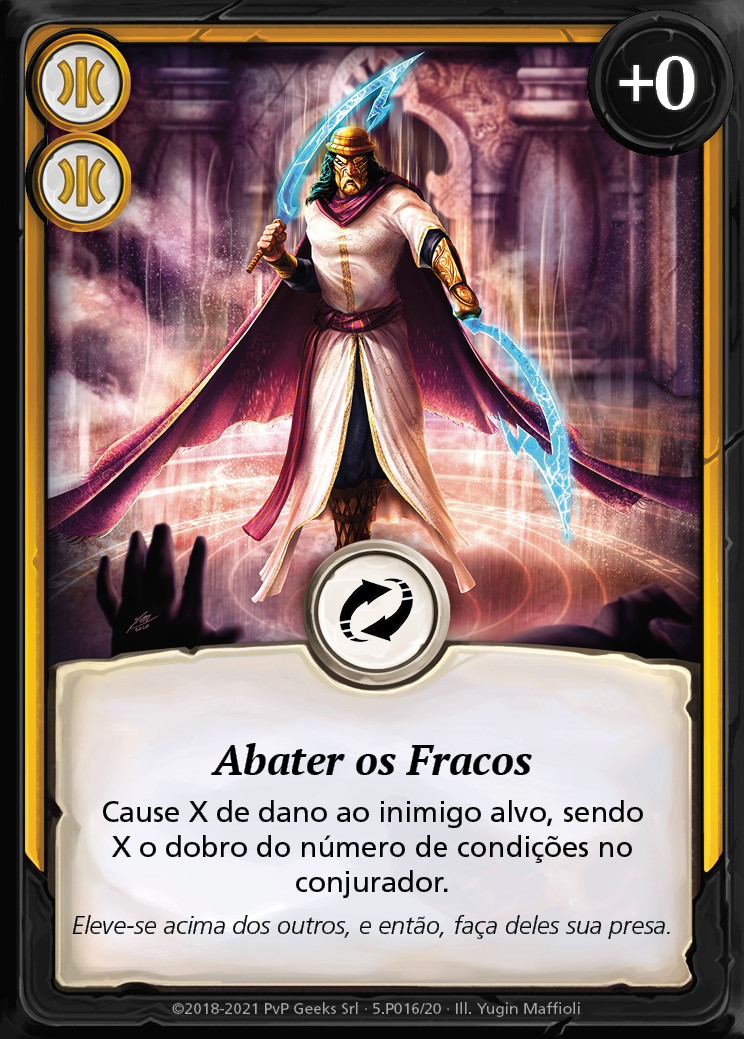 +0
Abater os Fracos
Cause X de dano ao inimigo alvo, sendo
X o dobro do número de condições no
conjurador.
Eleve-se acima dos outros, e então, faça deles sua presa.
©2018-2021 PvP Geeks Srl · 5.P016/20 · Ill. Yugin Maffioli